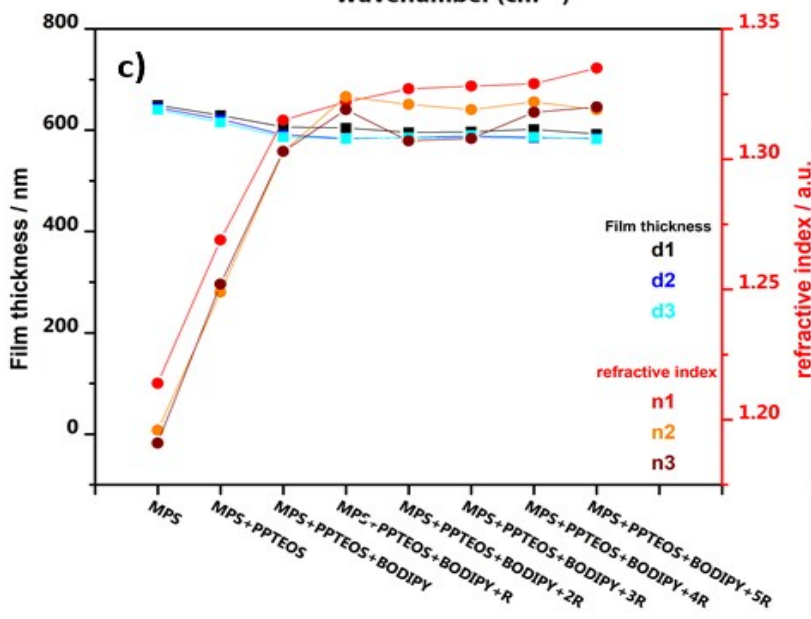 c)
Film thickness / nm
800
600
400
200
0
1.35
1.30
1.25
1.20
refractive index / a.u.
Film thickness
d1
d2
d3
refractive index
n1
n2
n3
MPS
MPS+PPTEOS
MPS+PPTEOS+BODIPY
MPS+PPTEOS+BODIPY+R
MPS+PPTEOS+BODIPY+2R
MPS+PPTEOS+BODIPY+3R
MPS+PPTEOS+BODIPY+4R
MPS+PPTEOS+BODIPY+5R